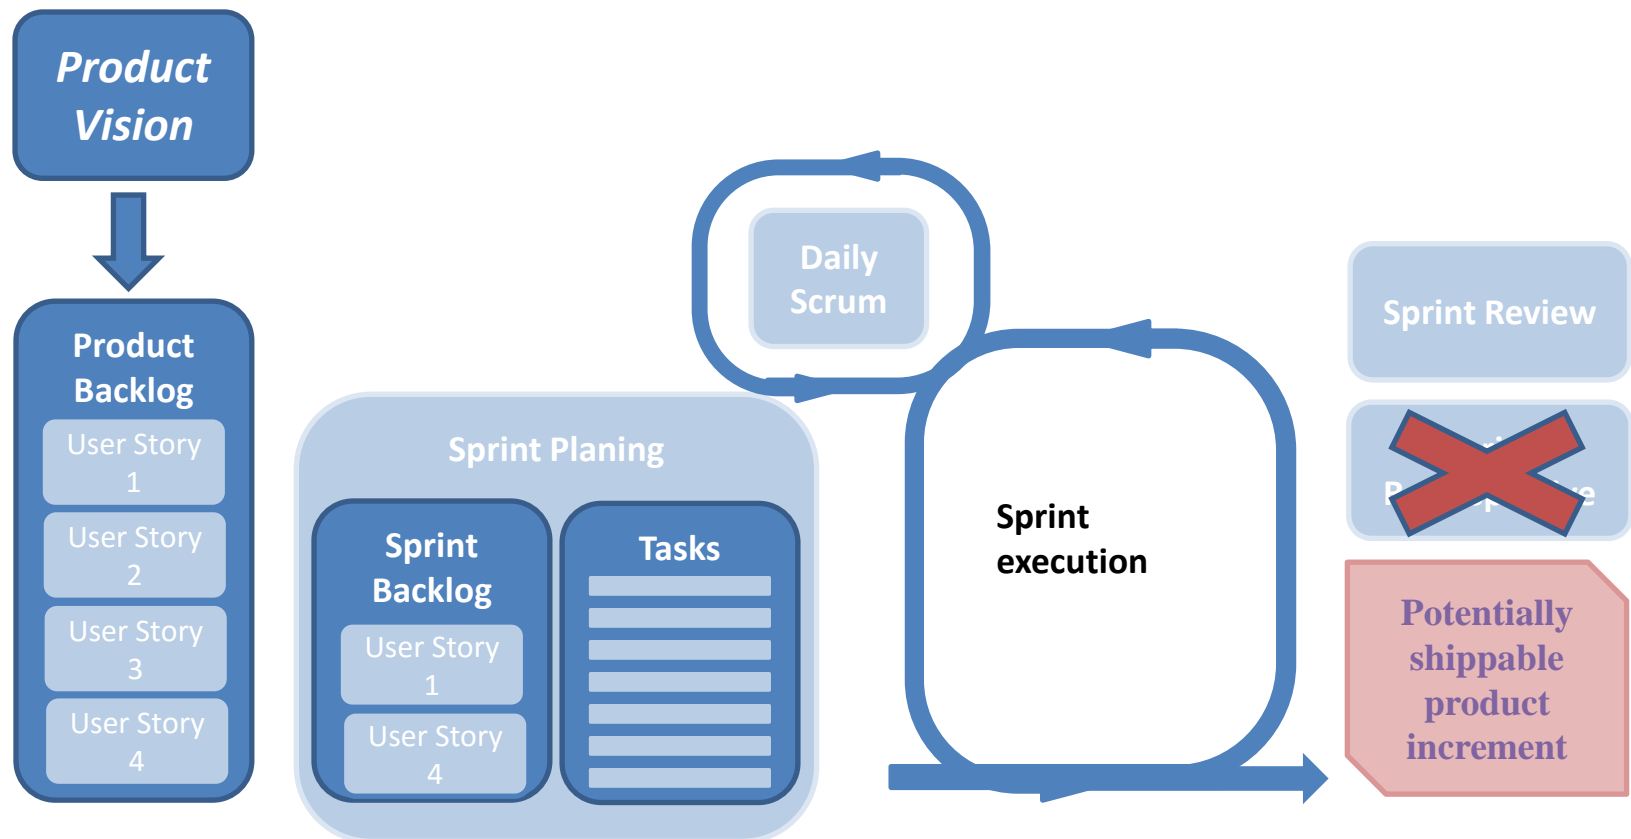 Product
Vision
Product
Backlog
User Story
1
User Story
2
User Story
3
User Story
4
Sprint Planing
Sprint
Backlog
User Story
1
User Story
4
Tasks
Daily
Scrum
Sprint
execution
Sprint Review
Potentially
shippable
product
increment